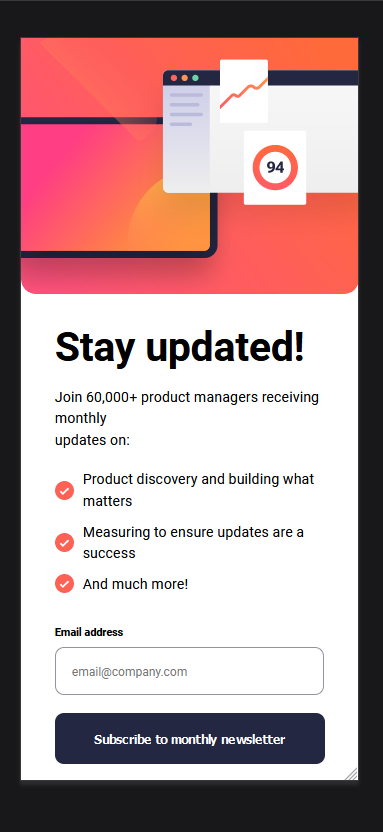 94
Stay updated!
Join 60,000+ product managers receiving
monthly
updates on:
Product discovery and building what
matters
Measuring to ensure updates are a
success
And much more!
Email address
email@company.com
Subscribe to monthly newsletter